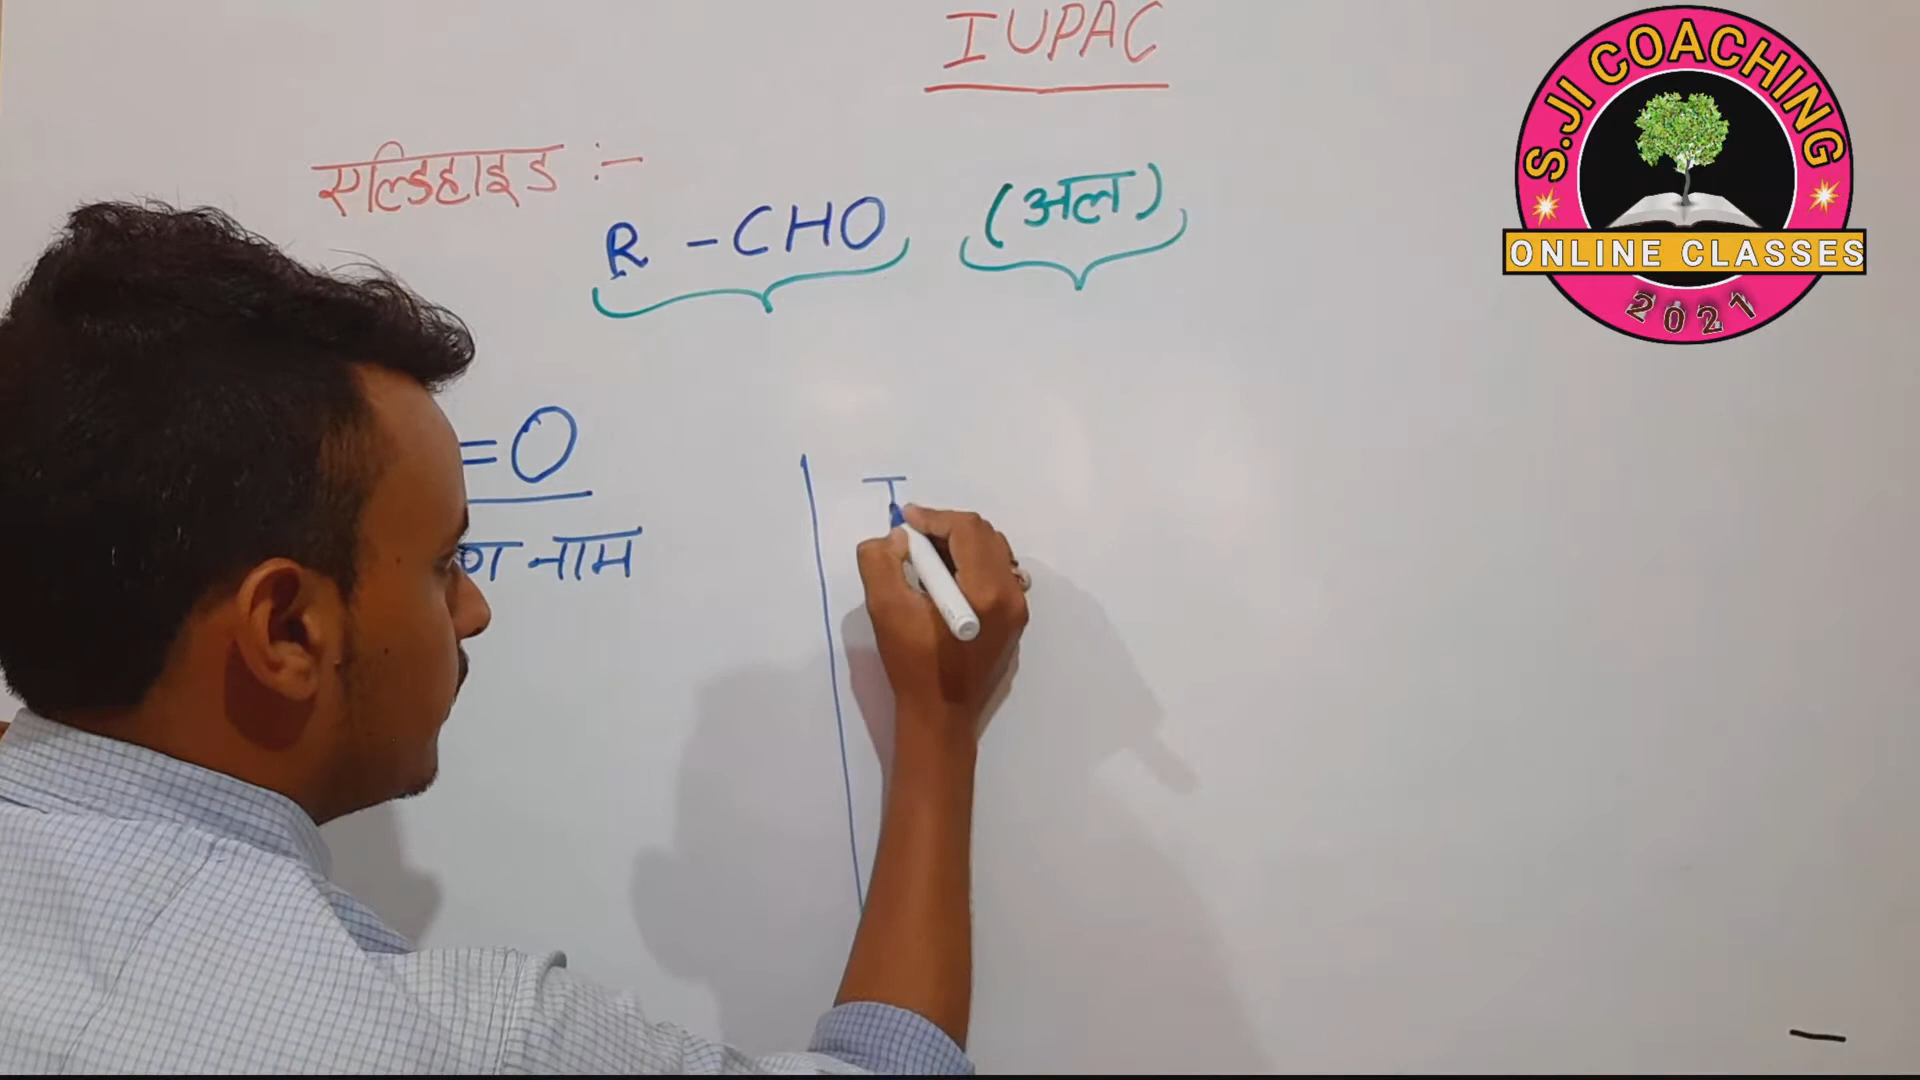 IUPAC
एल्डिहाइड :-
R - CHO (अल)
=O
नाम
I
S.JI COACHING
ONLINE CLASSES
2021